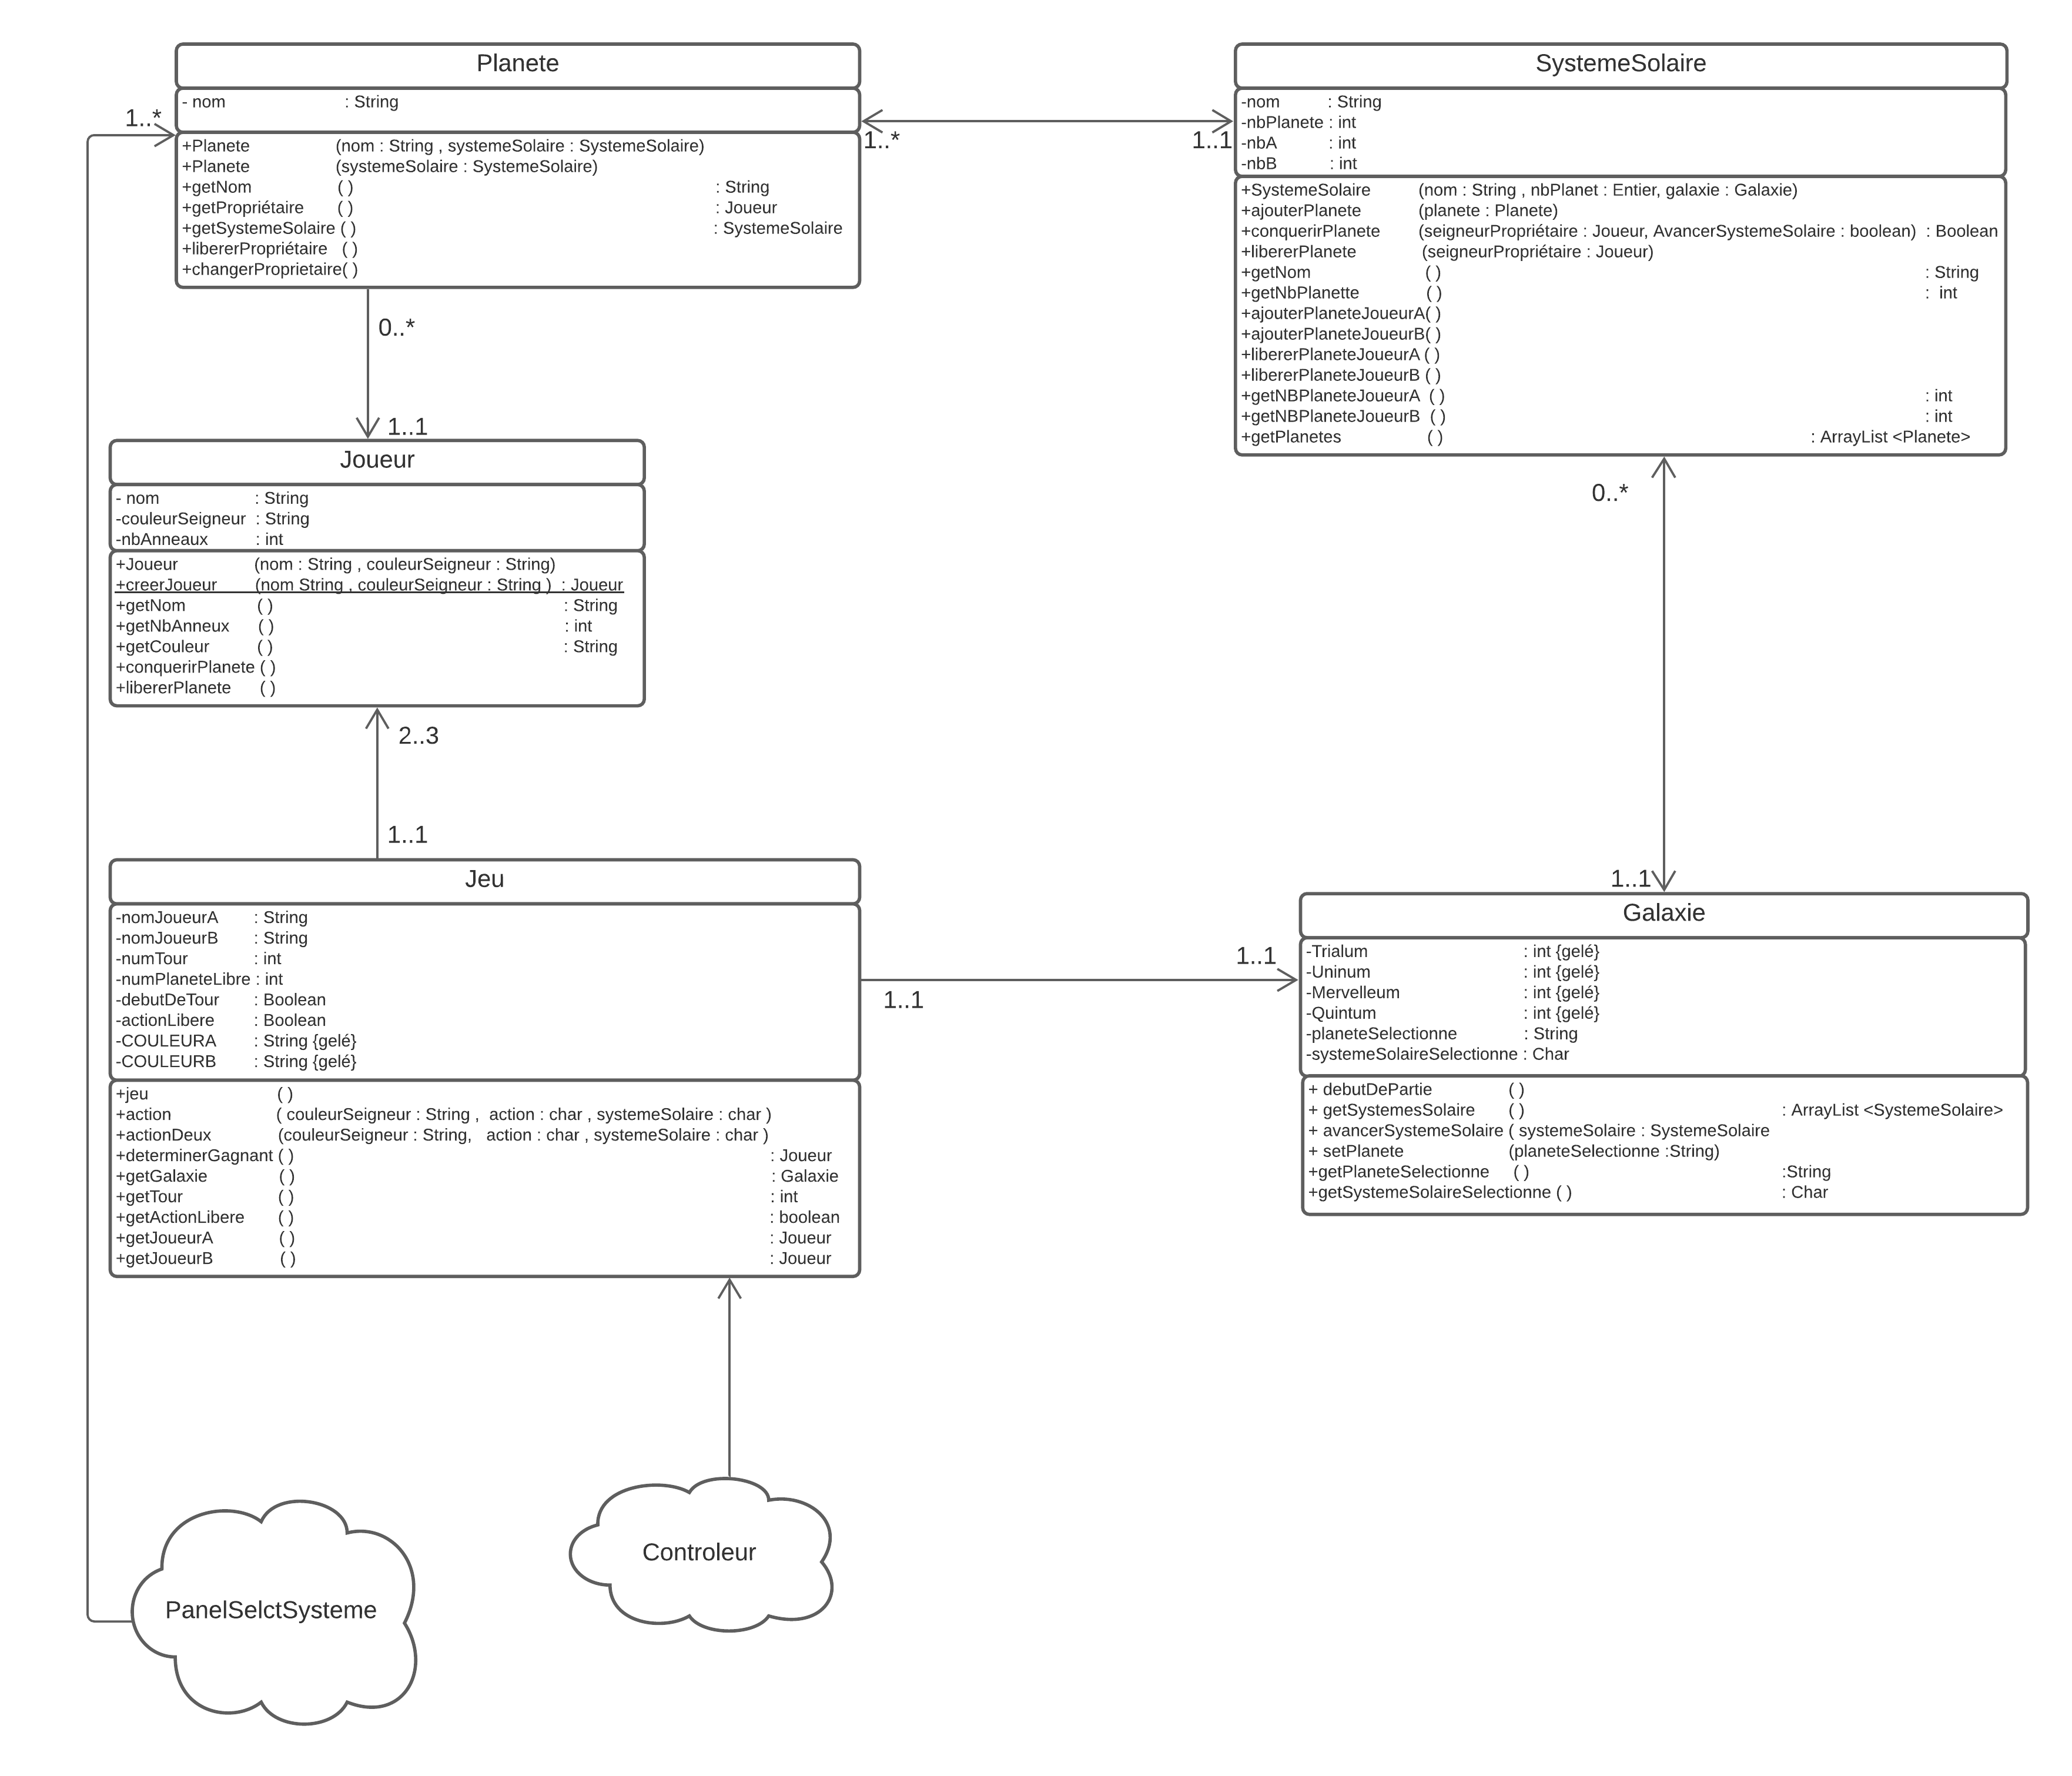 Planete
- nom : String
+Planete (nom : String , systemeSolaire : SystemeSolaire)
+Planete (systemeSolaire : SystemeSolaire)
+getNom ( ) : String
+getPropriétaire ( ) : Joueur
+getSystemeSolaire ( ) : SystemeSolaire
+libererPropriétaire ( )
+changerProprietaire( )
1..*
1..*
1..1
SystemeSolaire
-nom : String
-nbPlanete : int
-nbA : int
-nbB : int
+SystemeSolaire (nom : String , nbPlanet : Entier, galaxie : Galaxie)
+ajouterPlanete (planete : Planete)
+conquerirPlanete (seigneurPropriétaire : Joueur, AvancerSystemeSolaire : boolean) : Boolean
+libererPlanete (seigneurPropriétaire : Joueur)
+getNom ( ) : String
+getNbPlanette ( ) : int
+ajouterPlaneteJoueurA( )
+ajouterPlaneteJoueurB( )
+libererPlaneteJoueurA ( )
+libererPlaneteJoueurB ( )
+getNBPlaneteJoueurA ( ) : int
+getNBPlaneteJoueurB ( ) : int
+getPlanetes ( ) : ArrayList <Planete>
0..*
1..1
Joueur
- nom : String
-couleurSeigneur : String
-nbAnneaux : int
+Joueur (nom : String , couleurSeigneur : String)
+creerJoueur (nom String , couleurSeigneur : String ) : Joueur
+getNom ( ) : String
+getNbAnneux ( ) : int
+getCouleur ( ) : String
+conquerirPlanete ( )
+libererPlanete ( )
0..*
2..3
1..1
1..1
Jeu
-nomJoueurA : String
-nomJoueurB : String
-numTour : int
-numPlaneteLibre : int
-debutDeTour : Boolean
-actionLibere : Boolean
-COULEURA : String {gelé}
-COULEURB : String {gelé}
+jeu ( )
+action ( couleurSeigneur : String , action : char , systemeSolaire : char )
+actionDeux (couleurSeigneur : String, action : char , systemeSolaire : char )
+determinerGagnant ( ) : Joueur
+getGalaxie ( ) : Galaxie
+getTour ( ) : int
+getActionLibere ( ) : boolean
+getJoueurA ( ) : Joueur
+getJoueurB ( ) : Joueur
1..1
1..1
Galaxie
-Trialum : int {gelé}
-Uninum : int {gelé}
-Mervelleum : int {gelé}
-Quintum : int {gelé}
-planeteSelectionne : String
-systemeSolaireSelectionne : Char
+ debutDePartie ( )
+ getSystemesSolaire ( ) : ArrayList <SystemeSolaire>
+ avancerSystemeSolaire ( systemeSolaire : SystemeSolaire
+ setPlanete (planeteSelectionne :String)
+getPlaneteSelectionne ( ) :String
+getSystemeSolaireSelectionne ( ) : Char
Controleur
PanelSelctSysteme